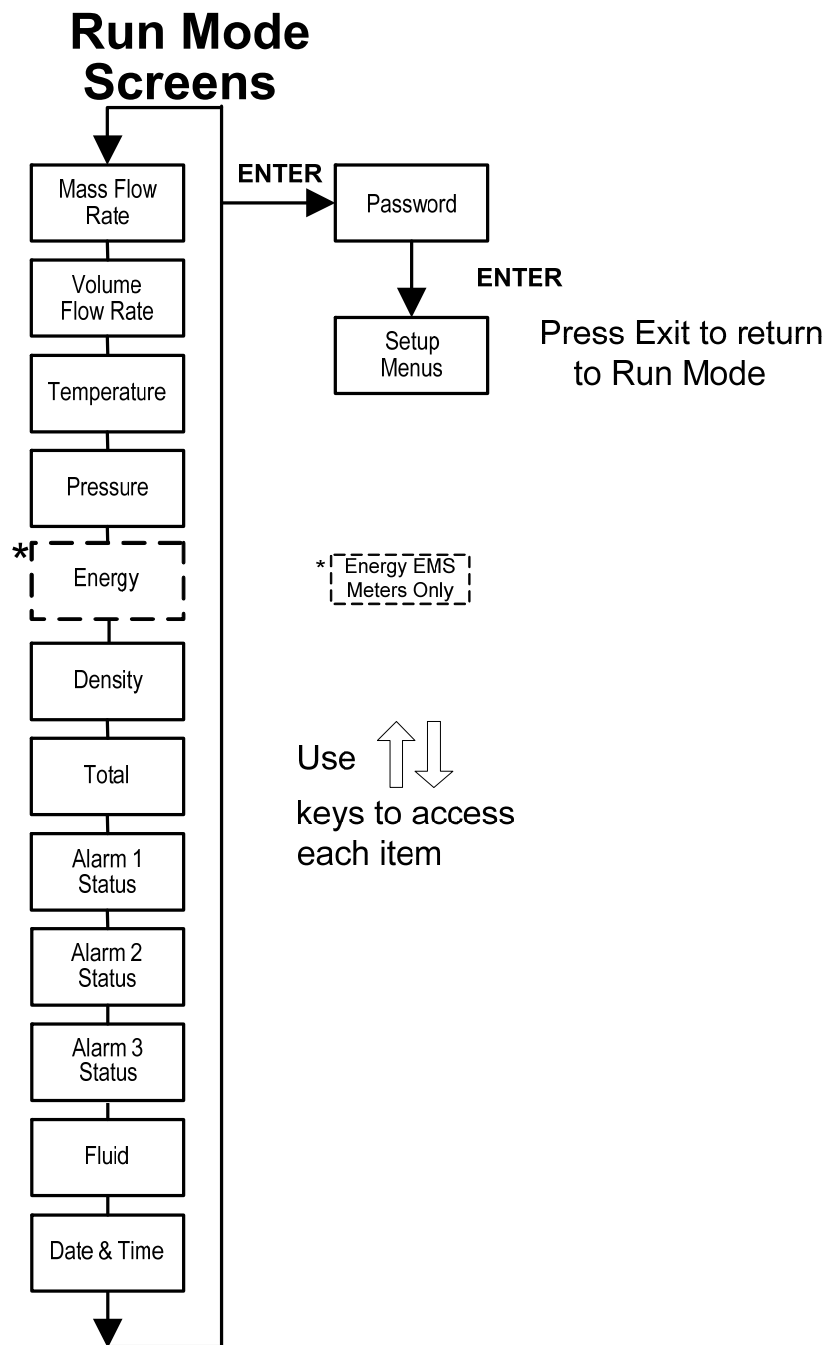 Run Mode
Screens
Mass Flow
Rate
Volume
Flow Rate
Temperature
Pressure
*
Energy
Density
Total
Alarm 1
Status
Alarm 2
Status
Alarm 3
Status
Fluid
Date & Time
ENTER
Password
ENTER
Setup
Menus
Press Exit to return
to Run Mode
* Energy EMS
Meters Only
Use
keys to access
each item